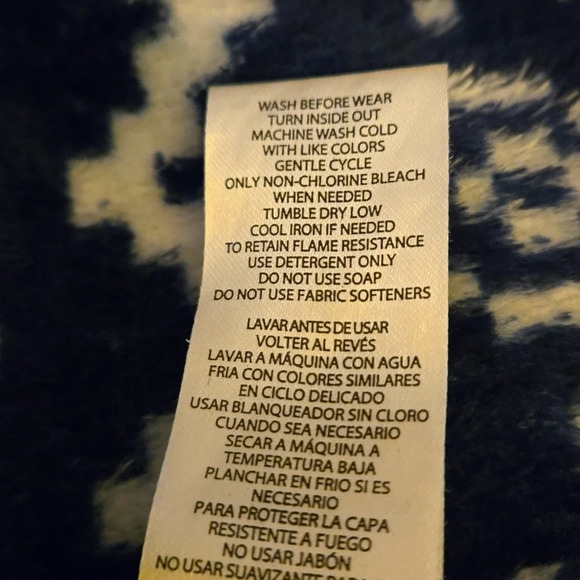 WASH BEFORE WEAR
TURN INSIDE OUT
MACHINE WASH COLD
WITH LIKE COLORS
GENTLE CYCLE
ONLY NON-CHLORINE BLEACH
WHEN NEEDED
TUMBLE DRY LOW
COOL IRON IF NEEDED
TO RETAIN FLAME RESISTANCE
USE DETERGENT ONLY
DO NOT USE SOAP
DO NOT USE FABRIC SOFTENERS
LAVAR ANTES DE USAR
VOLTER AL REVÉS
LAVAR A MÁQUINA CON AGUA
FRIA CON COLORES SIMILARES
EN CICLO DELICADO
USAR BLANQUEADOR SIN CLORO
CUANDO SEA NECESARIO
SECAR A MÁQUINA A
TEMPERATURA BAJA
PLANCHAR EN FRIO SI ES
NECESARIO
PARA PROTEGER LA CAPA
RESISTENTE A FUEGO
NO USAR JABÓN
NO USAR SUAVIZANTE